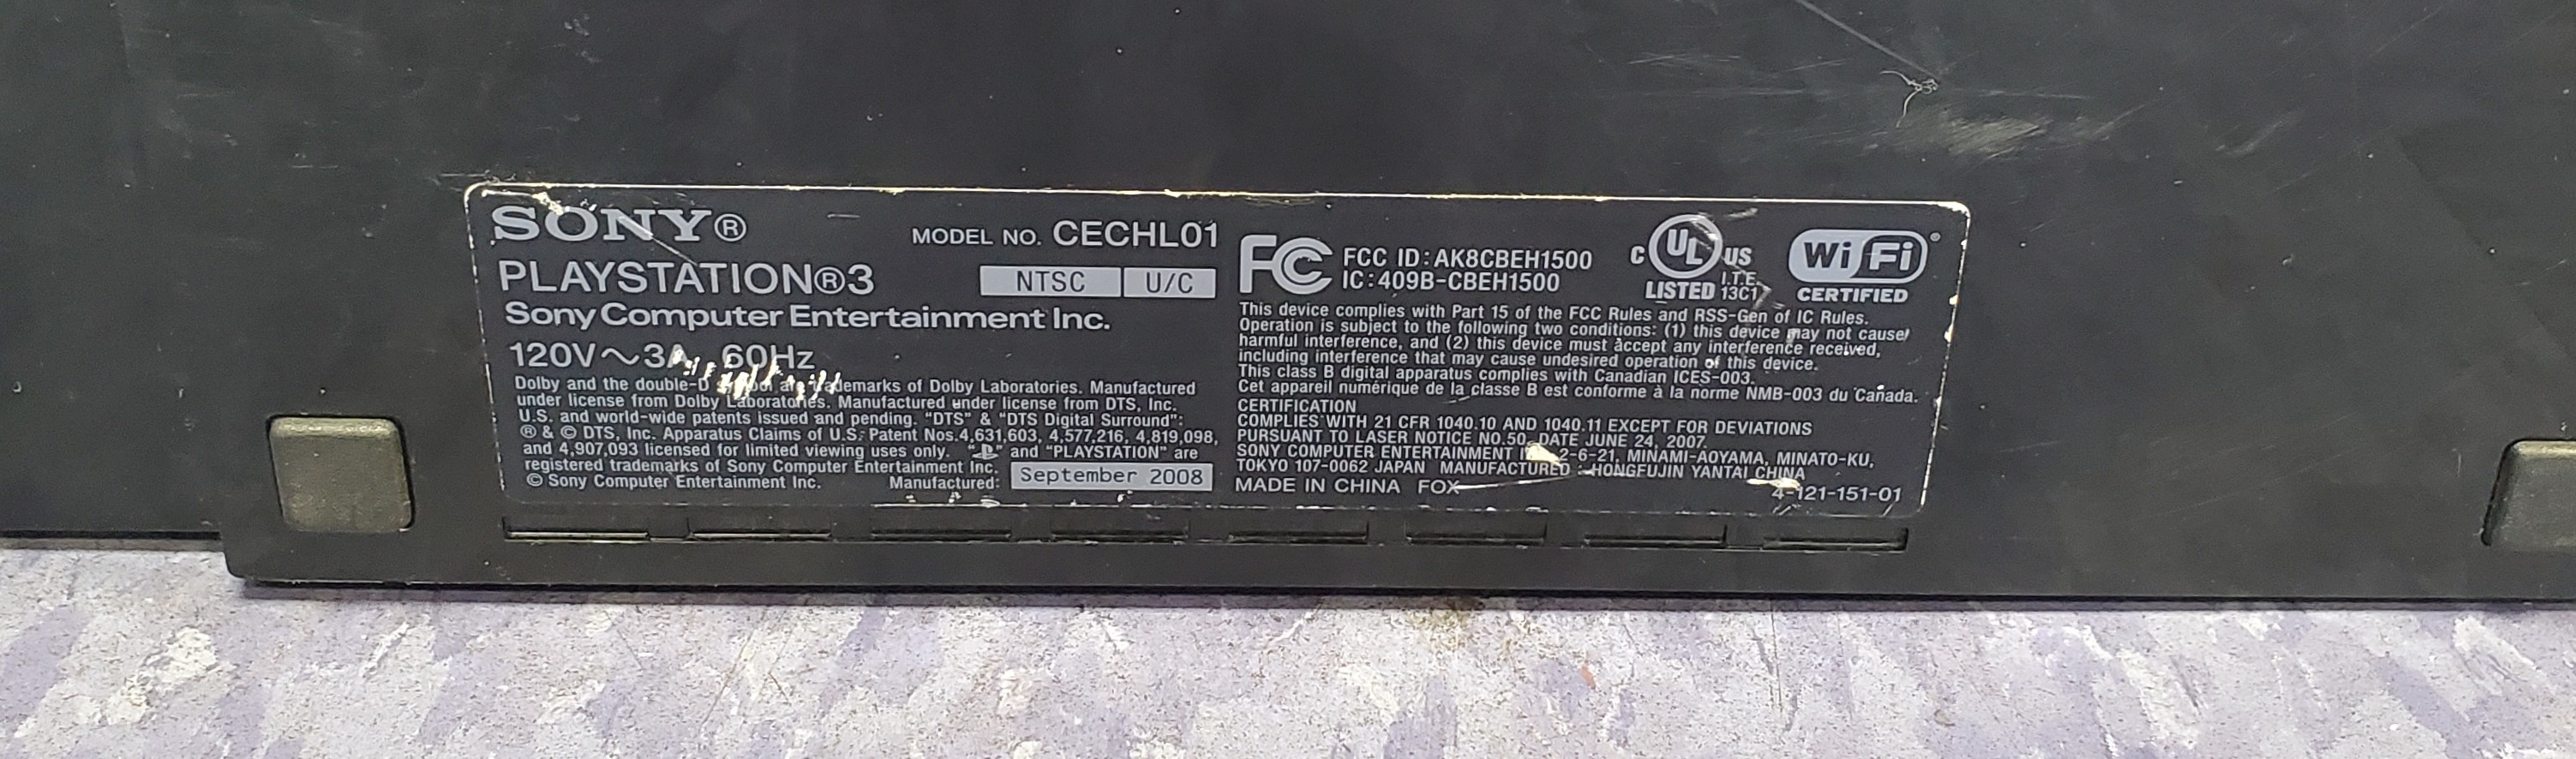 SONY®
MODEL NO. CECHL01
PLAYSTATION®3
NTSC U/C
Sony Computer Entertainment Inc.
120V～3A 60Hz
Dolby and the double-D symbol are trademarks of Dolby Laboratories. Manufactured
under license from Dolby Laboratories. Manufactured under license from DTS, Inc.
U.S. and world-wide patents issued and pending. "DTS" & "DTS Digital Surround":
® & © DTS, Inc. Apparatus Claims of U.S. Patent Nos.4,631,603, 4,577,216, 4,819,098,
and 4,907,093 licensed for limited viewing uses only. "PS" and "PLAYSTATION" are
registered trademarks of Sony Computer Entertainment Inc.
© Sony Computer Entertainment Inc. Manufactured: September 2008
FC FCC ID:AK8CBEH1500
IC:409B-CBEH1500
C UL US
LISTED I.T.E. 13C1
Wi Fi®
CERTIFIED
This device complies with Part 15 of the FCC Rules and RSS-Gen of IC Rules.
Operation is subject to the following two conditions: (1) this device may not cause
harmful interference, and (2) this device must accept any interference received,
including interference that may cause undesired operation of this device.
This class B digital apparatus complies with Canadian ICES-003.
Cet appareil numérique de la classe B est conforme à la norme NMB-003 du Canada.
CERTIFICATION
COMPLIES WITH 21 CFR 1040.10 AND 1040.11 EXCEPT FOR DEVIATIONS
PURSUANT TO LASER NOTICE NO.50, DATE JUNE 24, 2007.
SONY COMPUTER ENTERTAINMENT 2-6-21, MINAMI-AOYAMA, MINATO-KU,
TOKYO 107-0062 JAPAN MANUFACTURED : HONGFUJIN YANTAI CHINA
MADE IN CHINA FOX
4-121-151-01